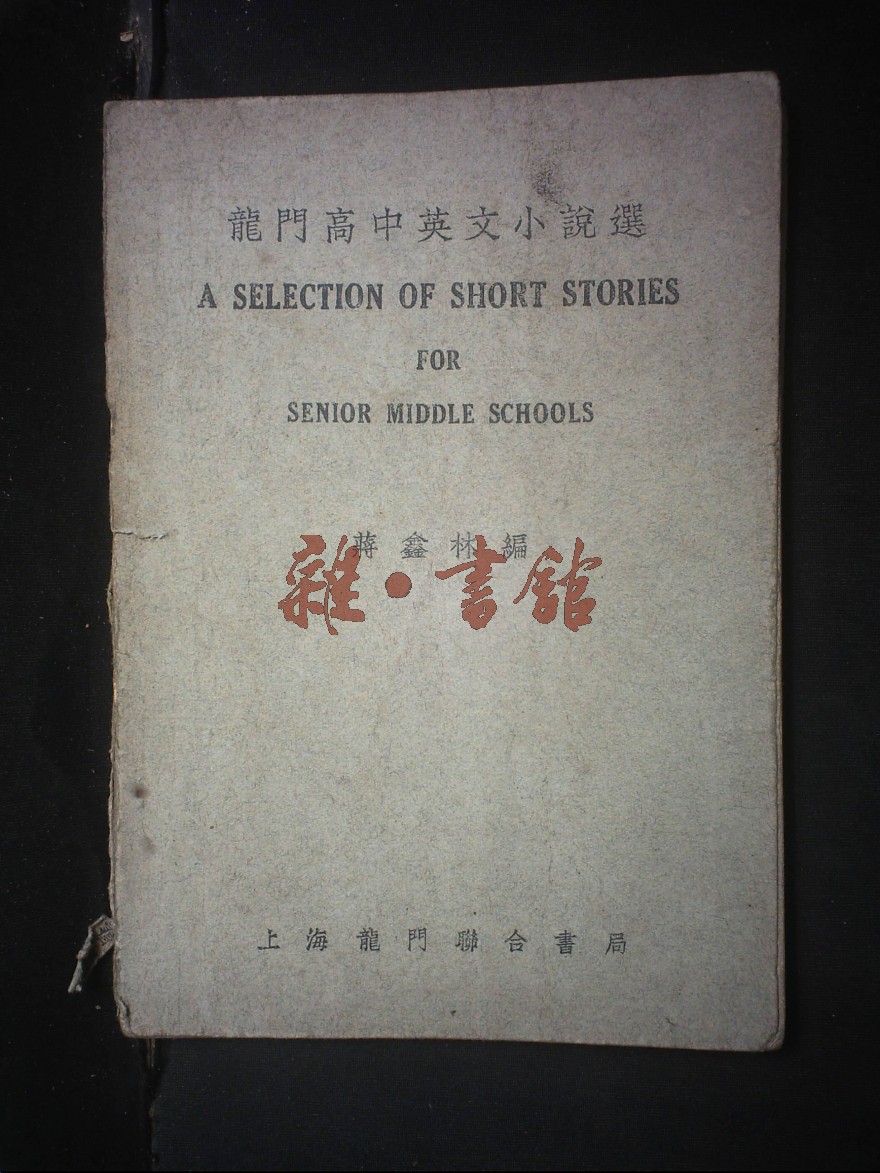 龍門高中英文小說選
A SELECTION OF SHORT STORIES
FOR
SENIOR MIDDLE SCHOOLS
蔣鑫林編
雜·書館
上海龍門聯合書局